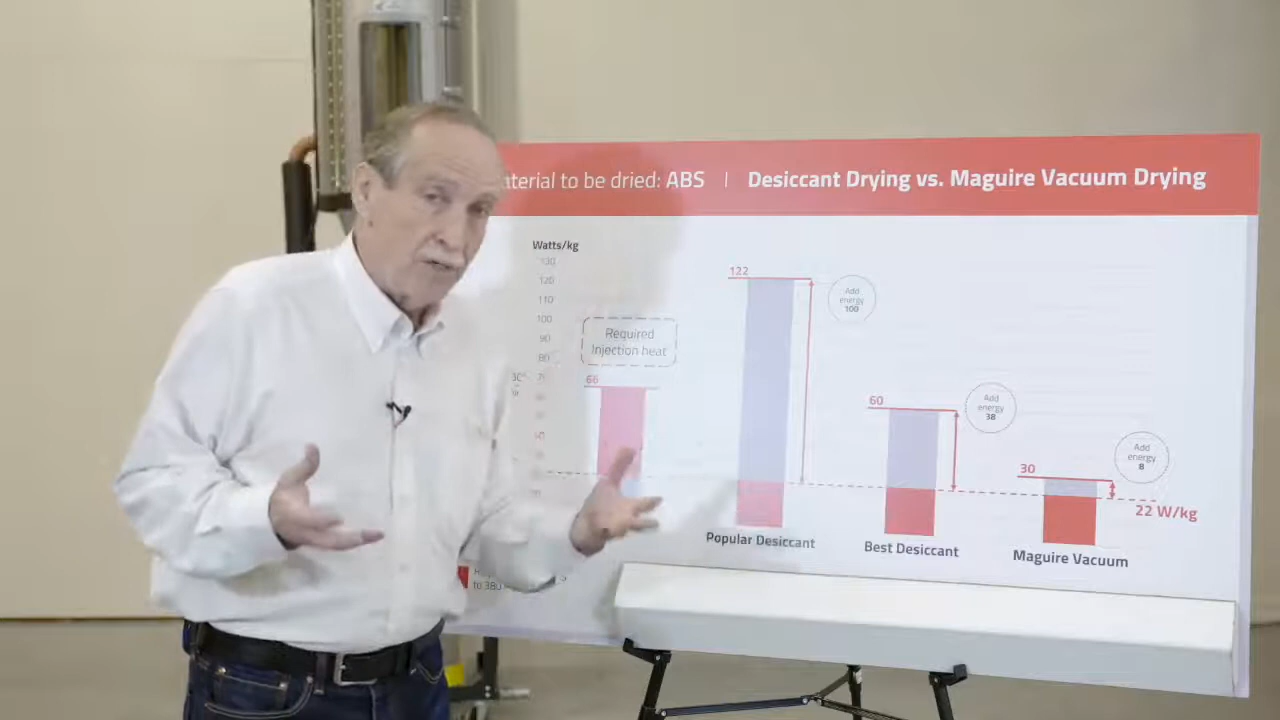 aterial to be dried: ABS | Desiccant Drying vs. Maguire Vacuum Drying
Watts/kg
130
120
110
100
90
80
Required
Injection heat
66
122
Add
energy
100
60
Add
energy
38
30
Add
energy
8
22 W/kg
Popular Desiccant
Best Desiccant
Maguire Vacuum
to 380